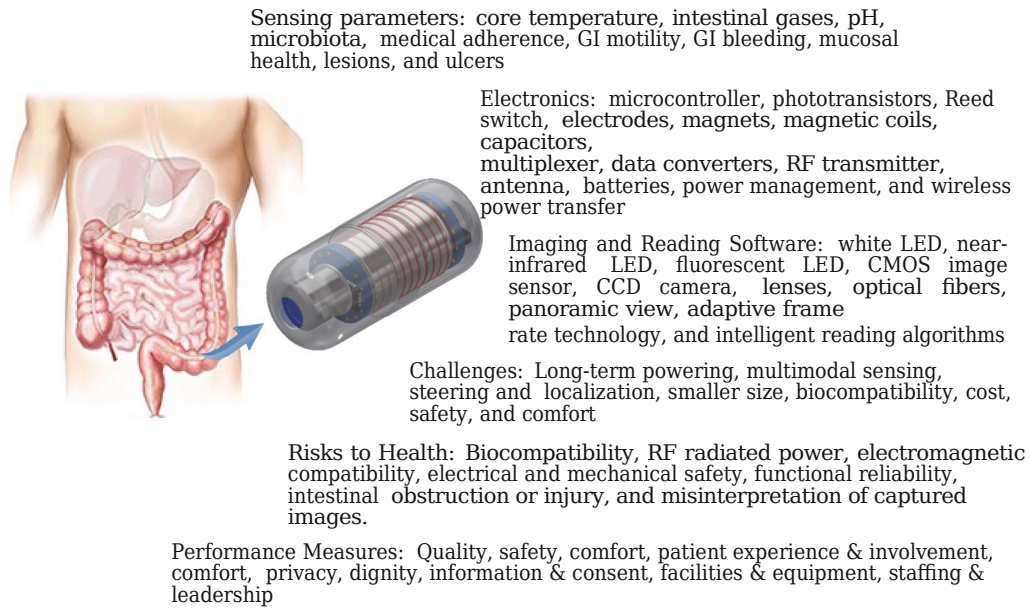 Sensing parameters: core temperature, intestinal gases, pH,
microbiota, medical adherence, GI motility, GI bleeding, mucosal
health, lesions, and ulcers
Electronics: microcontroller, phototransistors, Reed
switch, electrodes, magnets, magnetic coils,
capacitors,
multiplexer, data converters, RF transmitter,
antenna, batteries, power management, and wireless
power transfer
Imaging and Reading Software: white LED, near-
infrared LED, fluorescent LED, CMOS image
sensor, CCD camera, lenses, optical fibers,
panoramic view, adaptive frame
rate technology, and intelligent reading algorithms
Challenges: Long-term powering, multimodal sensing,
steering and localization, smaller size, biocompatibility, cost,
safety, and comfort
Risks to Health: Biocompatibility, RF radiated power, electromagnetic
compatibility, electrical and mechanical safety, functional reliability,
intestinal obstruction or injury, and misinterpretation of captured
images.
Performance Measures: Quality, safety, comfort, patient experience & involvement,
comfort, privacy, dignity, information & consent, facilities & equipment, staffing &
leadership